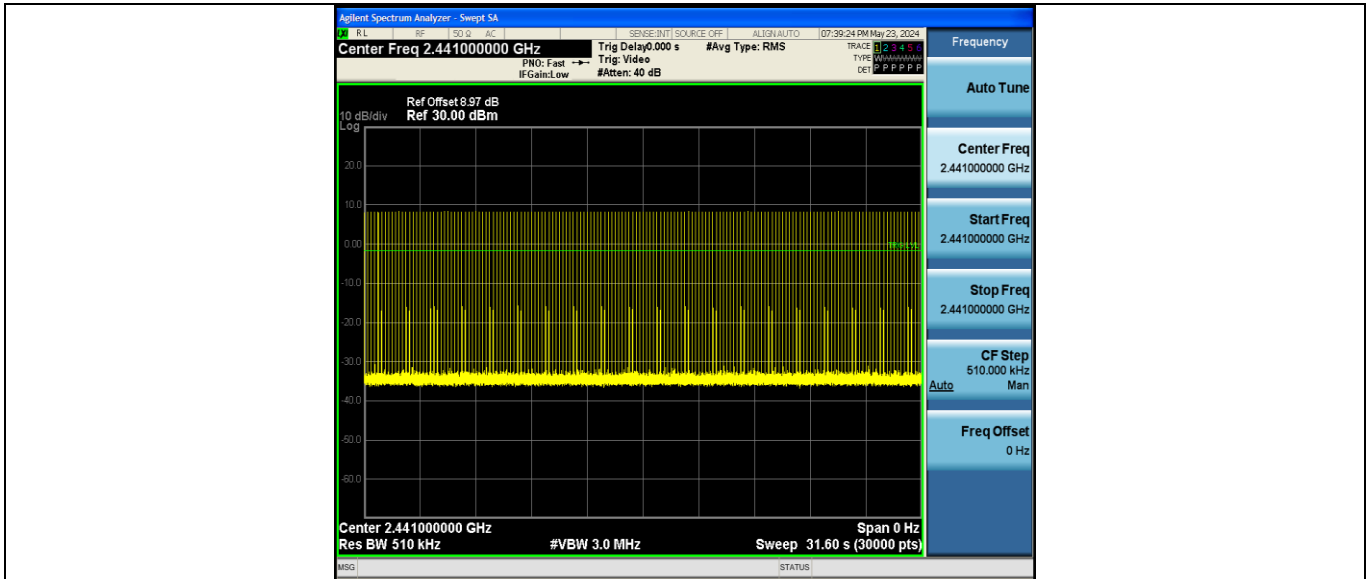 Agilent Spectrum Analyzer - Swept SA
LXI RL RF 50 Ω AC SENSE:INT SOURCE OFF ALIGNAUTO 07:39:24 PM May 23, 2024
Center Freq 2.441000000 GHz
Trig Delay0.000 s #Avg Type: RMS
TRACE 1 2 3 4 5 6
PNO: Fast Trig: Video
TYPE
IFGain:Low #Atten: 40 dB
DET P P P P P P
Frequency
Auto Tune
Center Freq
2.441000000 GHz
Start Freq
2.441000000 GHz
Stop Freq
2.441000000 GHz
CF Step
510.000 kHz
Auto Man
Freq Offset
0 Hz
Ref Offset 8.97 dB
10 dB/div Ref 30.00 dBm
Log
20.0
10.0
0.00
TRIG LVL
-10.0
-20.0
-30.0
-40.0
-50.0
-60.0
Center 2.441000000 GHz Span 0 Hz
Res BW 510 kHz #VBW 3.0 MHz Sweep 31.60 s (30000 pts)
MSG STATUS